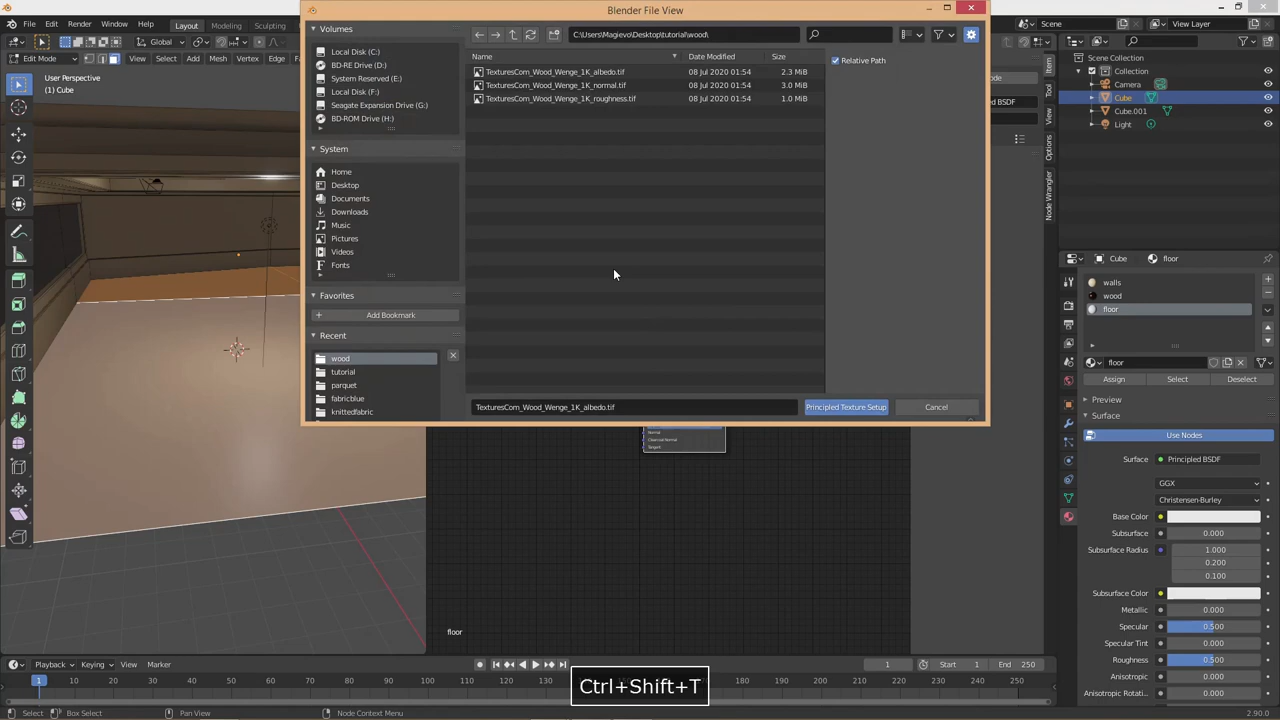 Blender File View
File Edit Render Window Help Layout Modeling Sculpting
Scene View Layer
Edit Mode Global
View Select Add Mesh Vertex Edge
User Perspective
(1) Cube
Volumes
Local Disk (C:)
BD-RE Drive (D:)
System Reserved (E:)
Local Disk (F:)
Seagate Expansion Drive (G:)
BD-ROM Drive (H:)
System
Home
Desktop
Documents
Downloads
Music
Pictures
Videos
Fonts
Favorites
Add Bookmark
Recent
wood
tutorial
parquet
fabricblue
knittedfabric
C:\Users\Magievo\Desktop\tutorial\wood\
Name Date Modified Size
TexturesCom_Wood_Wenge_1K_albedo.tif 08 Jul 2020 01:54 2.3 MiB
TexturesCom_Wood_Wenge_1K_normal.tif 08 Jul 2020 01:54 3.0 MiB
TexturesCom_Wood_Wenge_1K_roughness.tif 08 Jul 2020 01:54 1.0 MiB
Relative Path
TexturesCom_Wood_Wenge_1K_albedo.tif Principled Texture Setup Cancel
Normal
Clearcoat Normal
Tangent
floor
ode
d BSDF
Item
Tool
View
Options
Node Wrangler
Scene Collection
Collection
Camera
Cube
Cube.001
Light
Cube floor
walls
wood
floor
floor
Assign Select Deselect
Preview
Surface
Use Nodes
Surface Principled BSDF
GGX
Christensen-Burley
Base Color
Subsurface 0.000
Subsurface Radius 1.000
0.200
0.100
Subsurface Color
Metallic 0.000
Specular 0.500
Specular Tint 0.000
Roughness 0.500
Anisotropic 0.000
Anisotropic Rotati... 0.000
Playback Keying View Marker
1 Start 1 End 250
1 10 20 30 40 50 60 70 80 90 100 110 120 130 140 150 160 170 180 190 200 210 220 230 240 250
Ctrl+Shift+T
Select Box Select Pan View Node Context Menu 2.90.0